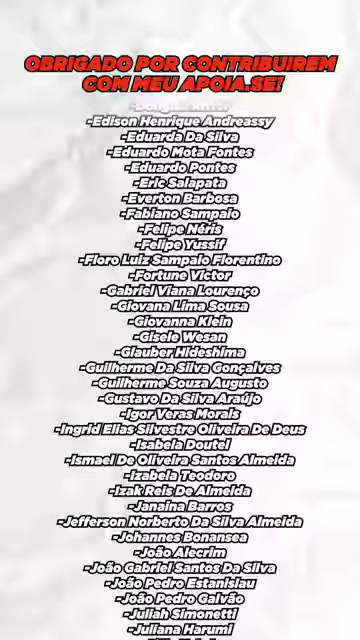 OBRIGADO POR CONTRIBUIREM
COM MEU APOIA.SE!
-Edison Henrique Andreassy
-Eduarda Da Silva
-Eduardo Mota Fontes
-Eduardo Pontes
-Eric Salapata
-Everton Barbosa
-Fabiano Sampaio
-Felipe Néris
-Felipe Yussif
-Floro Luiz Sampaio Florentino
-Fortune Victor
-Gabriel Viana Lourenço
-Giovana Lima Sousa
-Giovanna Klein
-Gisele Wesan
-Glauber Hideshima
-Guilherme Da Silva Gonçalves
-Guilherme Souza Augusto
-Gustavo Da Silva Araújo
-Igor Veras Morais
-Ingrid Elias Silvestre Oliveira De Deus
-Isabela Doutel
-Ismael De Oliveira Santos Almeida
-Izabela Teodoro
-Izak Reis De Almeida
-Janaina Barros
-Jefferson Norberto Da Silva Almeida
-Johannes Bonansea
-João Alecrim
-João Gabriel Santos Da Silva
-João Pedro Estanislau
-João Pedro Galvão
-Juliah Simonetti
-Juliana Harumi